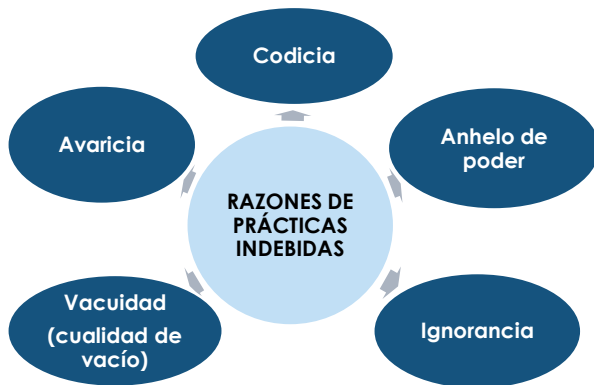 Codicia
Avaricia
Anhelo de
poder
RAZONES DE
PRÁCTICAS
INDEBIDAS
Vacuidad
(cualidad de
vacío)
Ignorancia